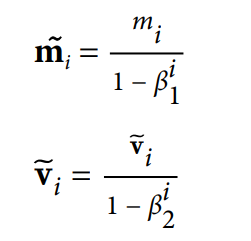 m̃ᵢ = mᵢ / (1 − β₁ⁱ)
ṽᵢ = ṽᵢ / (1 − β₂ⁱ)